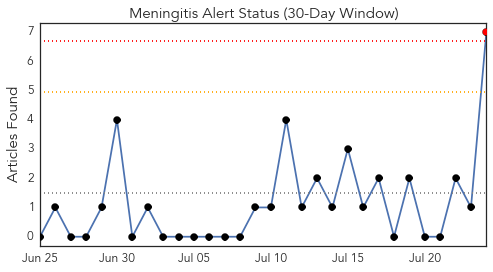 Meningitis Alert Status (30-Day Window)
Articles Found
7
6
5
4
3
2
1
0
Jun 25 Jun 30 Jul 05 Jul 10 Jul 15 Jul 20